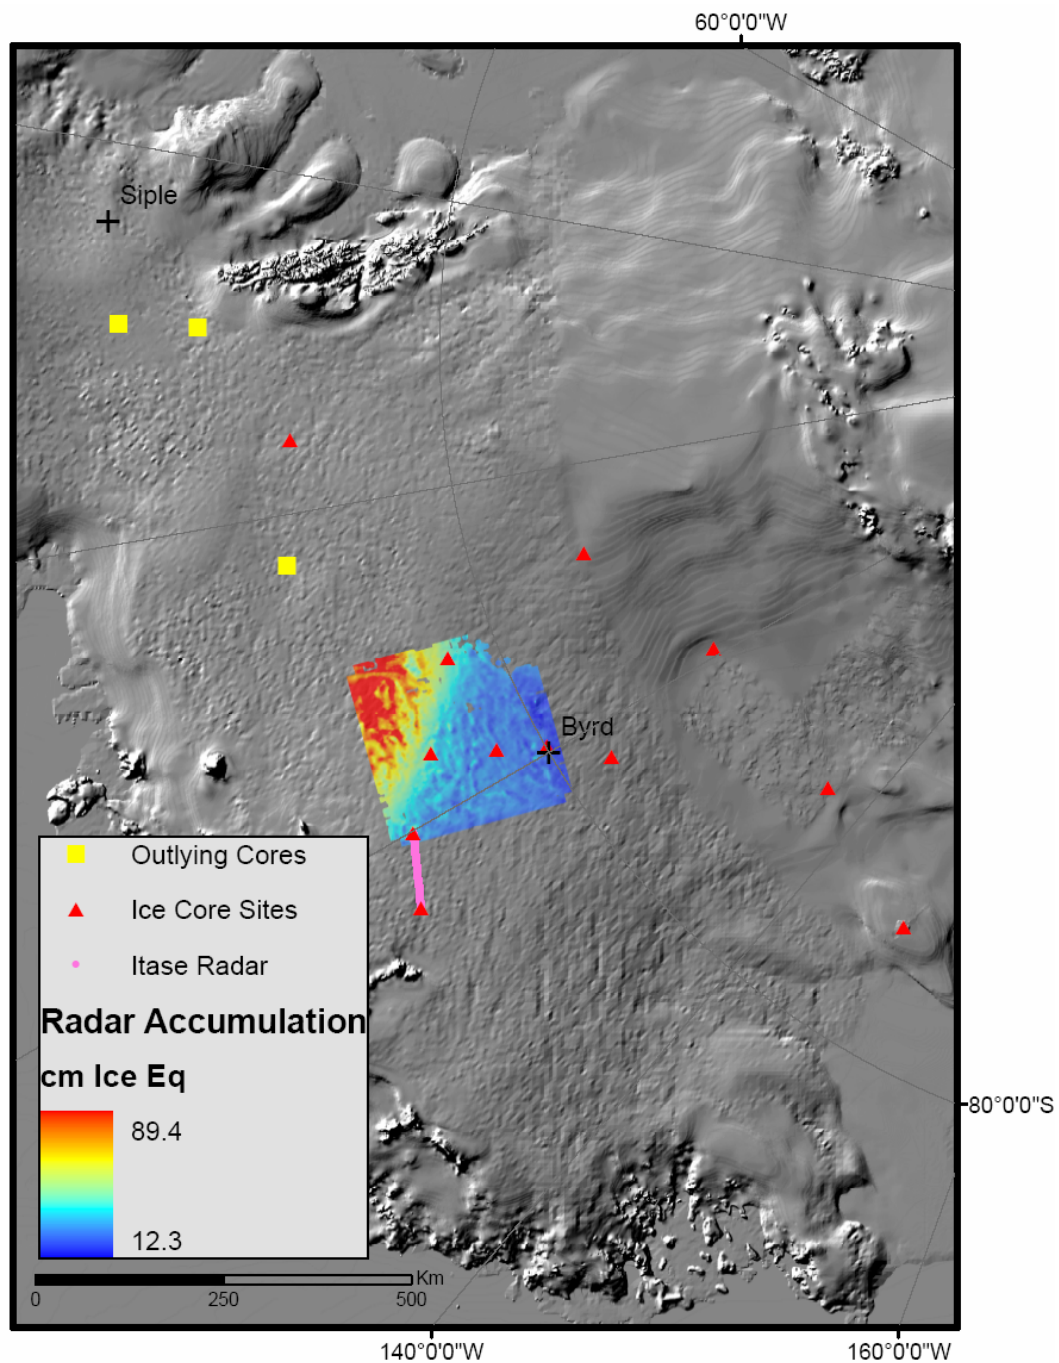 60°0'0"W
Siple
Byrd
Outlying Cores
Ice Core Sites
Itase Radar
Radar Accumulation
cm Ice Eq
89.4
12.3
80°0'0"S
Km
0 250 500
140°0'0"W 160°0'0"W